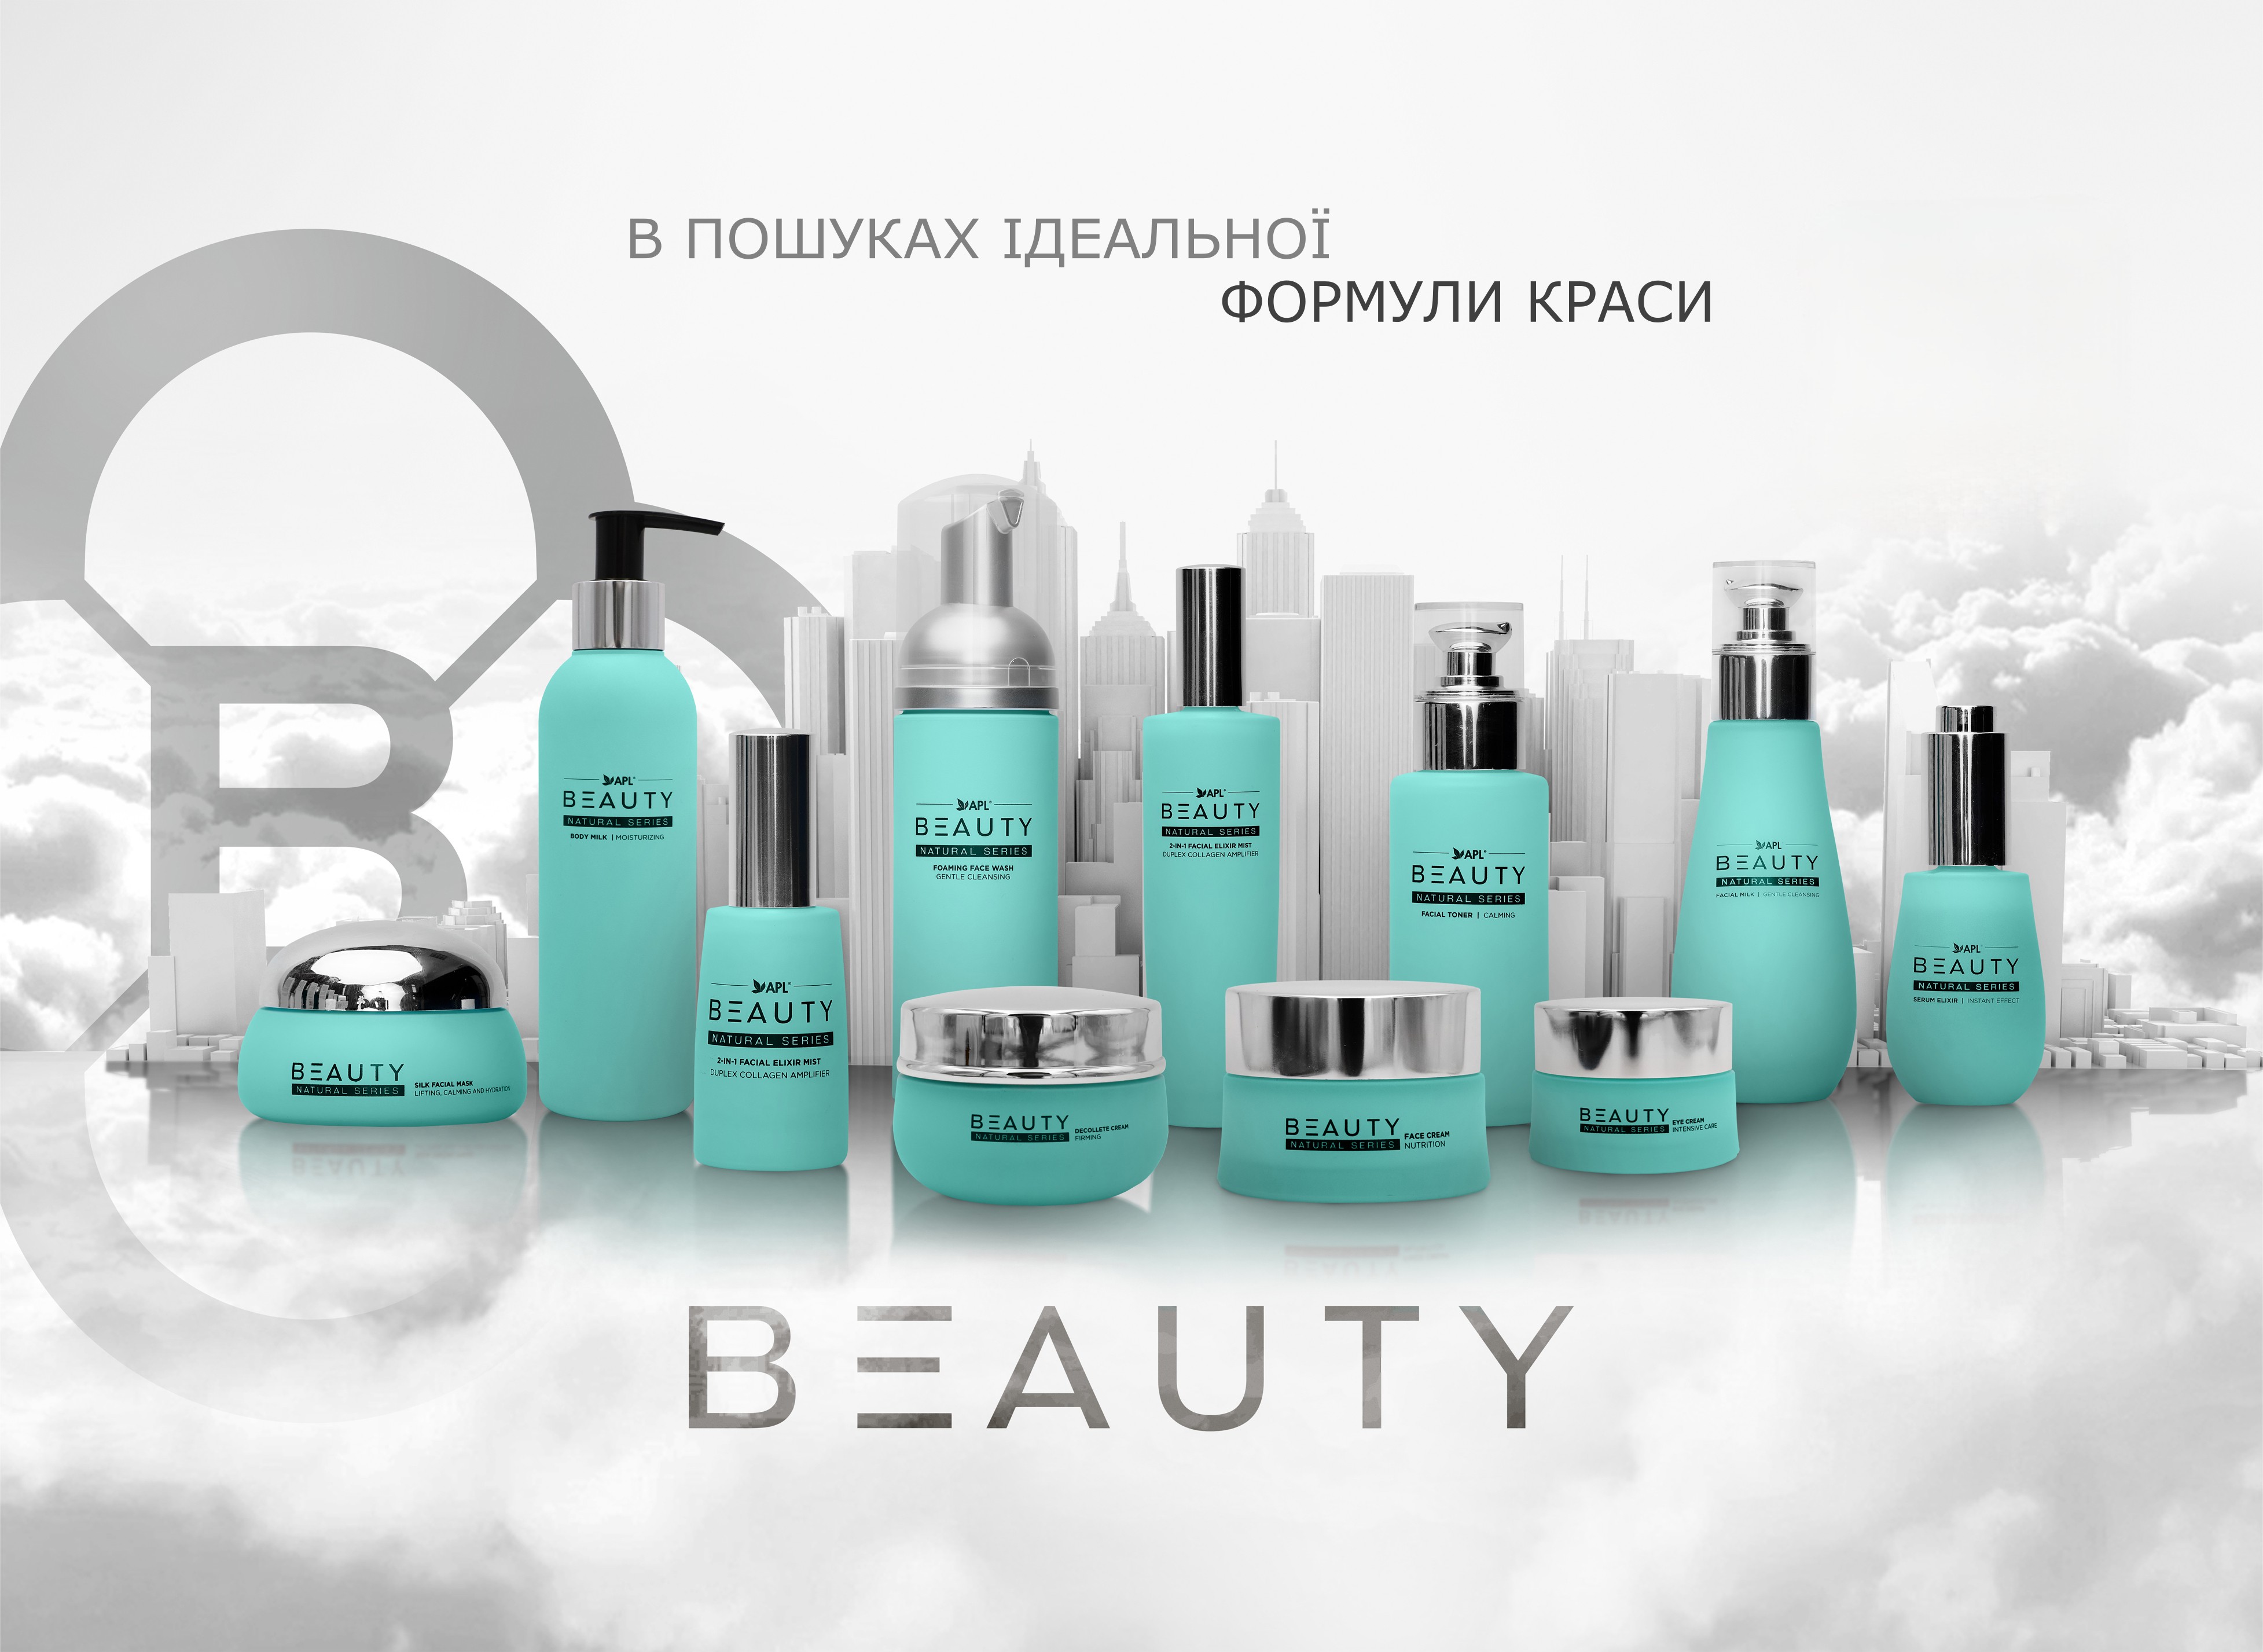 В ПОШУКАХ ІДЕАЛЬНОЇ
ФОРМУЛИ КРАСИ
BEAUTY
NATURAL SERIES
SILK FACIAL MASK
LIFTING, CALMING AND HYDRATION
APL®
BEAUTY
NATURAL SERIES
BODY MILK | MOISTURIZING
APL®
BEAUTY
NATURAL SERIES
2-IN-1 FACIAL ELIXIR MIST
DUPLEX COLLAGEN AMPLIFIER
APL®
BEAUTY
NATURAL SERIES
FOAMING FACE WASH
GENTLE CLEANSING
BEAUTY
NATURAL SERIES
DECOLLETE CREAM
FIRMING
APL®
BEAUTY
NATURAL SERIES
2-IN-1 FACIAL ELIXIR MIST
DUPLEX COLLAGEN AMPLIFIER
BEAUTY
NATURAL SERIES
FACE CREAM
NUTRITION
APL®
BEAUTY
NATURAL SERIES
FACIAL TONER | CALMING
BEAUTY
NATURAL SERIES
EYE CREAM
INTENSIVE CARE
APL
BEAUTY
NATURAL SERIES
FACIAL MILK | GENTLE CLEANSING
APL®
BEAUTY
NATURAL SERIES
SERUM ELIXIR | INSTANT EFFECT
B
BEAUTY